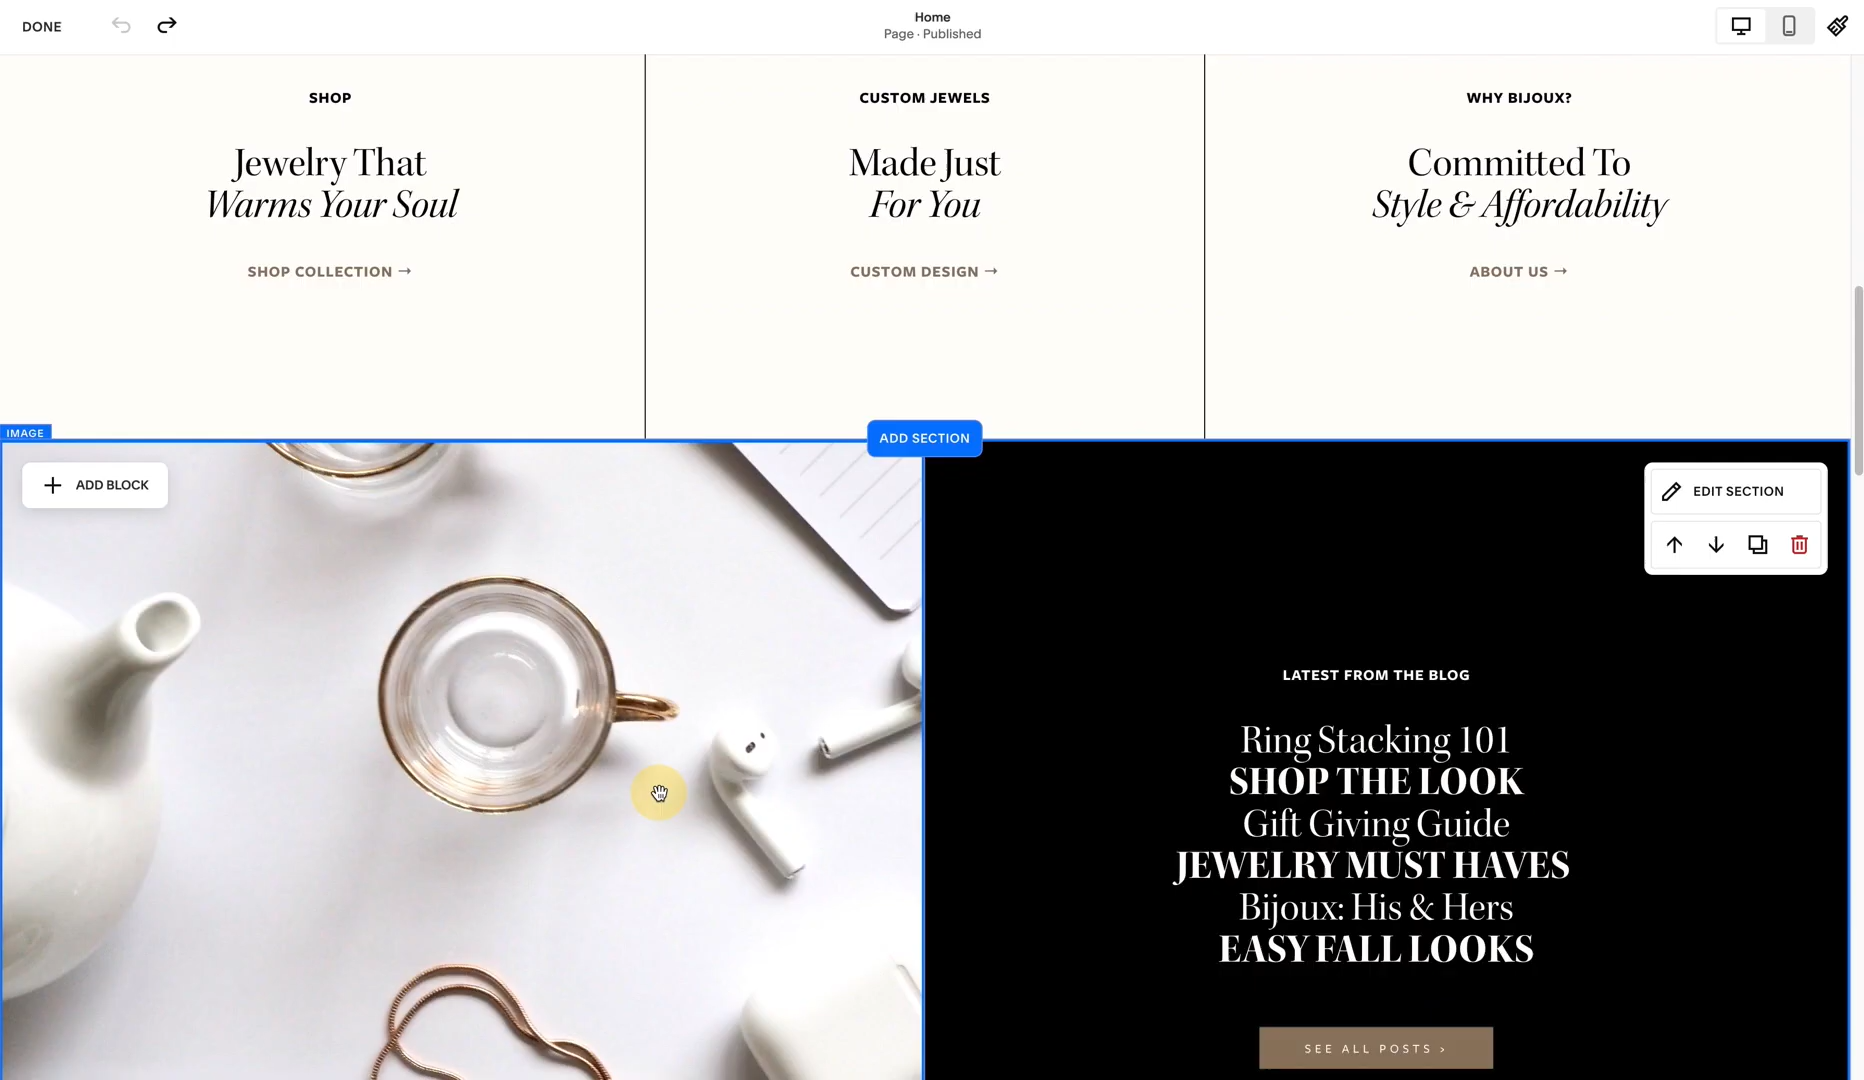 DONE
Home
Page · Published
SHOP
Jewelry That
Warms Your Soul
SHOP COLLECTION →
CUSTOM JEWELS
Made Just
For You
CUSTOM DESIGN →
WHY BIJOUX?
Committed To
Style & Affordability
ABOUT US →
IMAGE
ADD SECTION
ADD BLOCK
EDIT SECTION
LATEST FROM THE BLOG
Ring Stacking 101
SHOP THE LOOK
Gift Giving Guide
JEWELRY MUST HAVES
Bijoux: His & Hers
EASY FALL LOOKS
SEE ALL POSTS ›